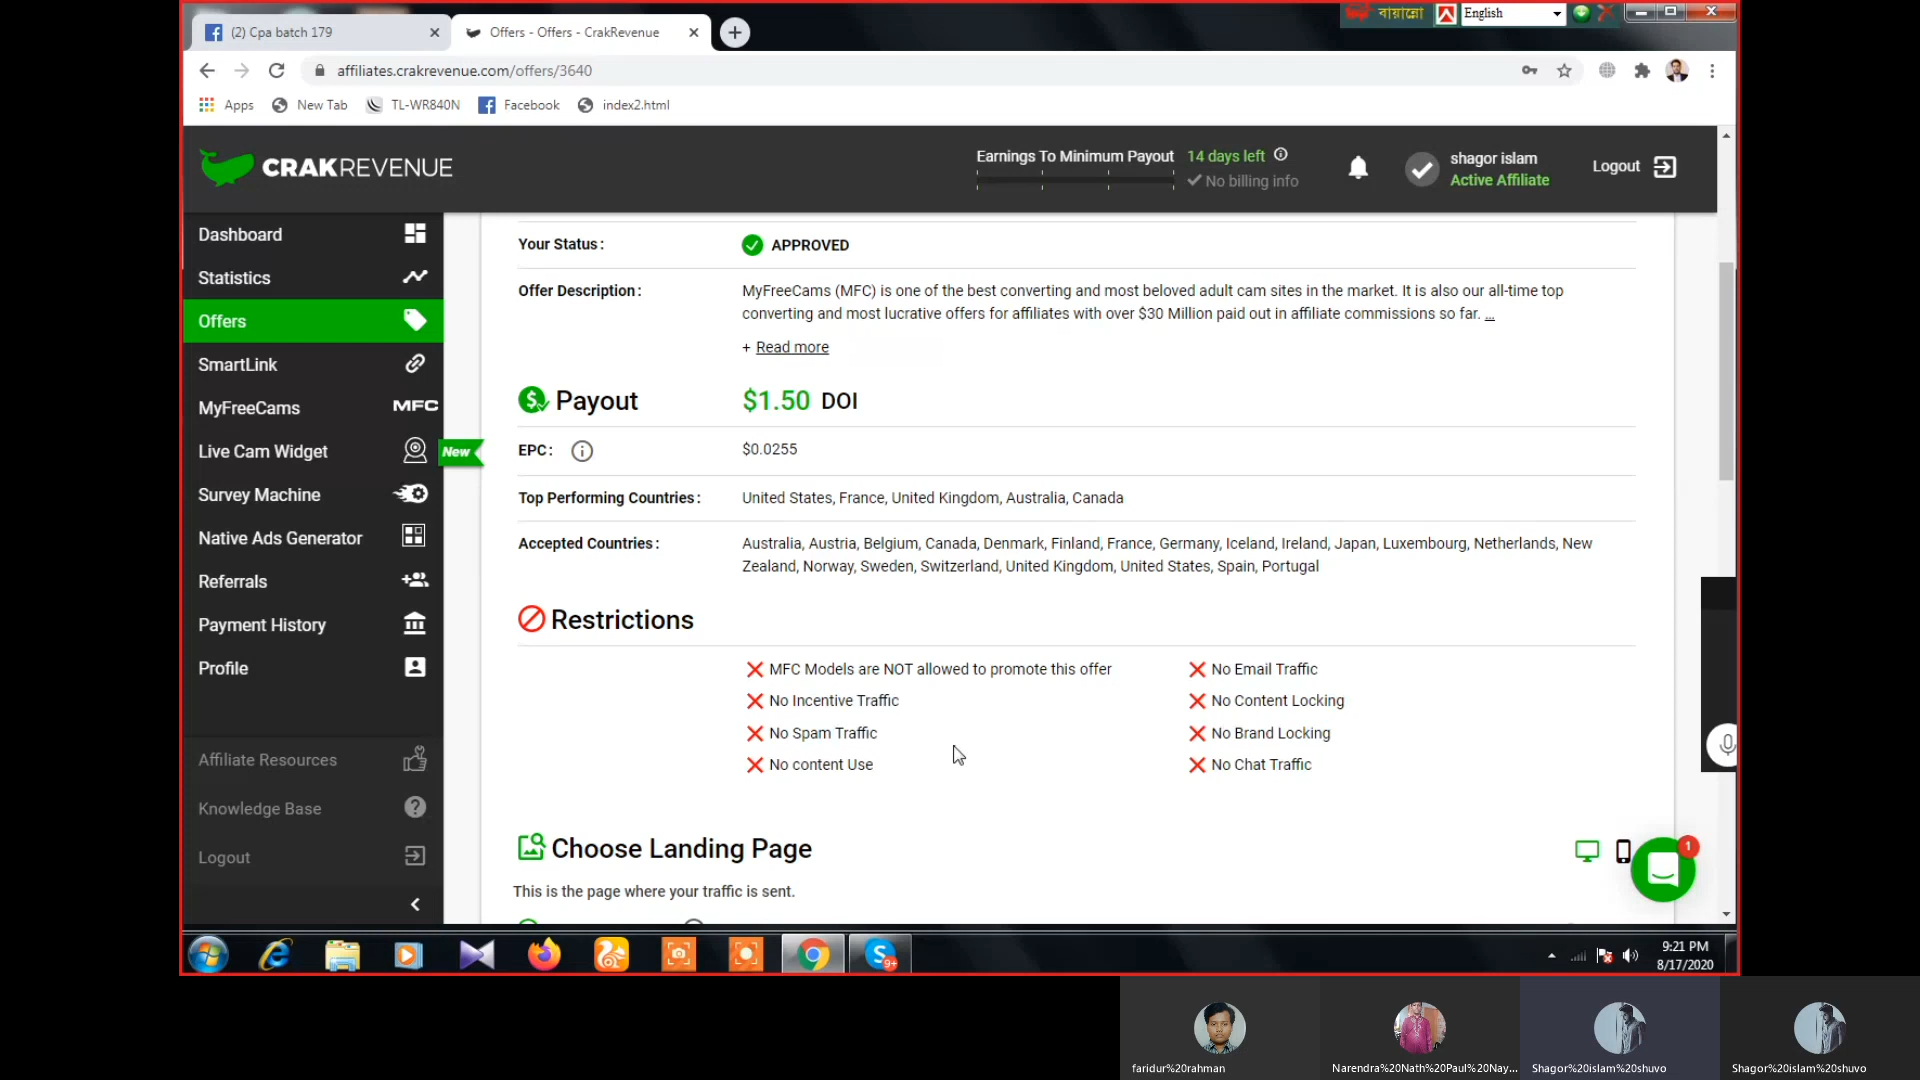 (2) Cpa batch 179
Offers - Offers - CrakRevenue
বায়ান্নো
English
affiliates.crakrevenue.com/offers/3640
Apps
New Tab
TL-WR840N
Facebook
index2.html
CRAKREVENUE
Earnings To Minimum Payout
14 days left
No billing info
shagor islam
Active Affiliate
Logout
Dashboard
Statistics
Offers
SmartLink
MyFreeCams MFC
Live Cam Widget
New
Survey Machine
Native Ads Generator
Referrals
Payment History
Profile
Affiliate Resources
Knowledge Base
Logout
Your Status:
APPROVED
Offer Description:
MyFreeCams (MFC) is one of the best converting and most beloved adult cam sites in the market. It is also our all-time top
converting and most lucrative offers for affiliates with over $30 Million paid out in affiliate commissions so far. ...
+ Read more
Payout
$1.50 DOI
EPC:
$0.0255
Top Performing Countries:
United States, France, United Kingdom, Australia, Canada
Accepted Countries:
Australia, Austria, Belgium, Canada, Denmark, Finland, France, Germany, Iceland, Ireland, Japan, Luxembourg, Netherlands, New
Zealand, Norway, Sweden, Switzerland, United Kingdom, United States, Spain, Portugal
Restrictions
MFC Models are NOT allowed to promote this offer
No Email Traffic
No Incentive Traffic
No Content Locking
No Spam Traffic
No Brand Locking
No content Use
No Chat Traffic
Choose Landing Page
This is the page where your traffic is sent.
1
9+
9:21 PM
8/17/2020
faridur%20rahman
Narendra%20Nath%20Paul%20Nay...
Shagor%20islam%20shuvo
Shagor%20islam%20shuvo